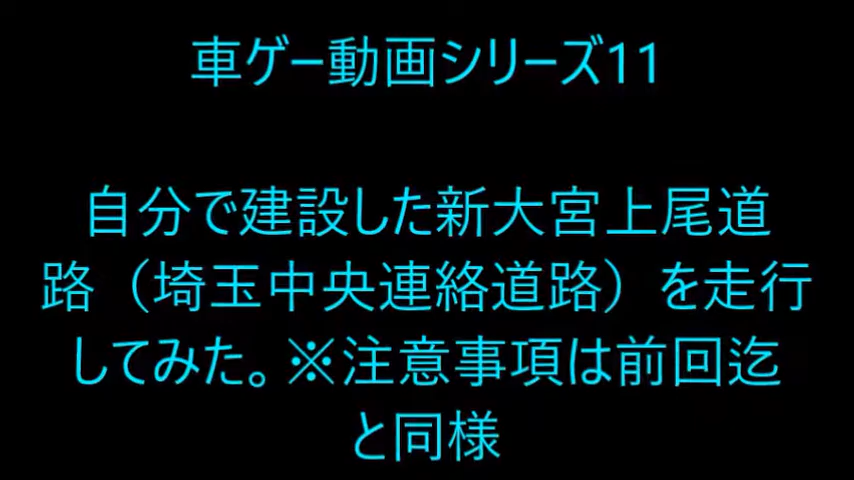 車ゲー動画シリーズ11
自分で建設した新大宮上尾道
路（埼玉中央連絡道路）を走行
してみた。※注意事項は前回迄
と同様